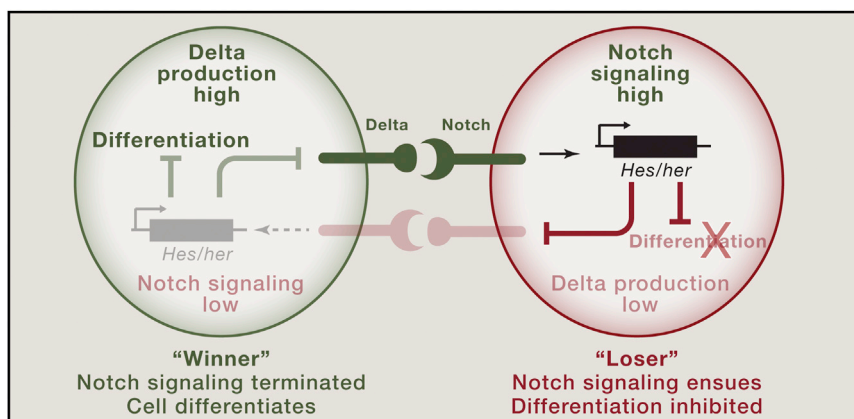 Delta
production
high
Differentiation
Hes/her
Notch signaling
low
Delta
Notch
Notch
signaling
high
Hes/her
Differentiation
Delta production
low
“Winner”
Notch signaling terminated
Cell differentiates
“Loser”
Notch signaling ensues
Differentiation inhibited